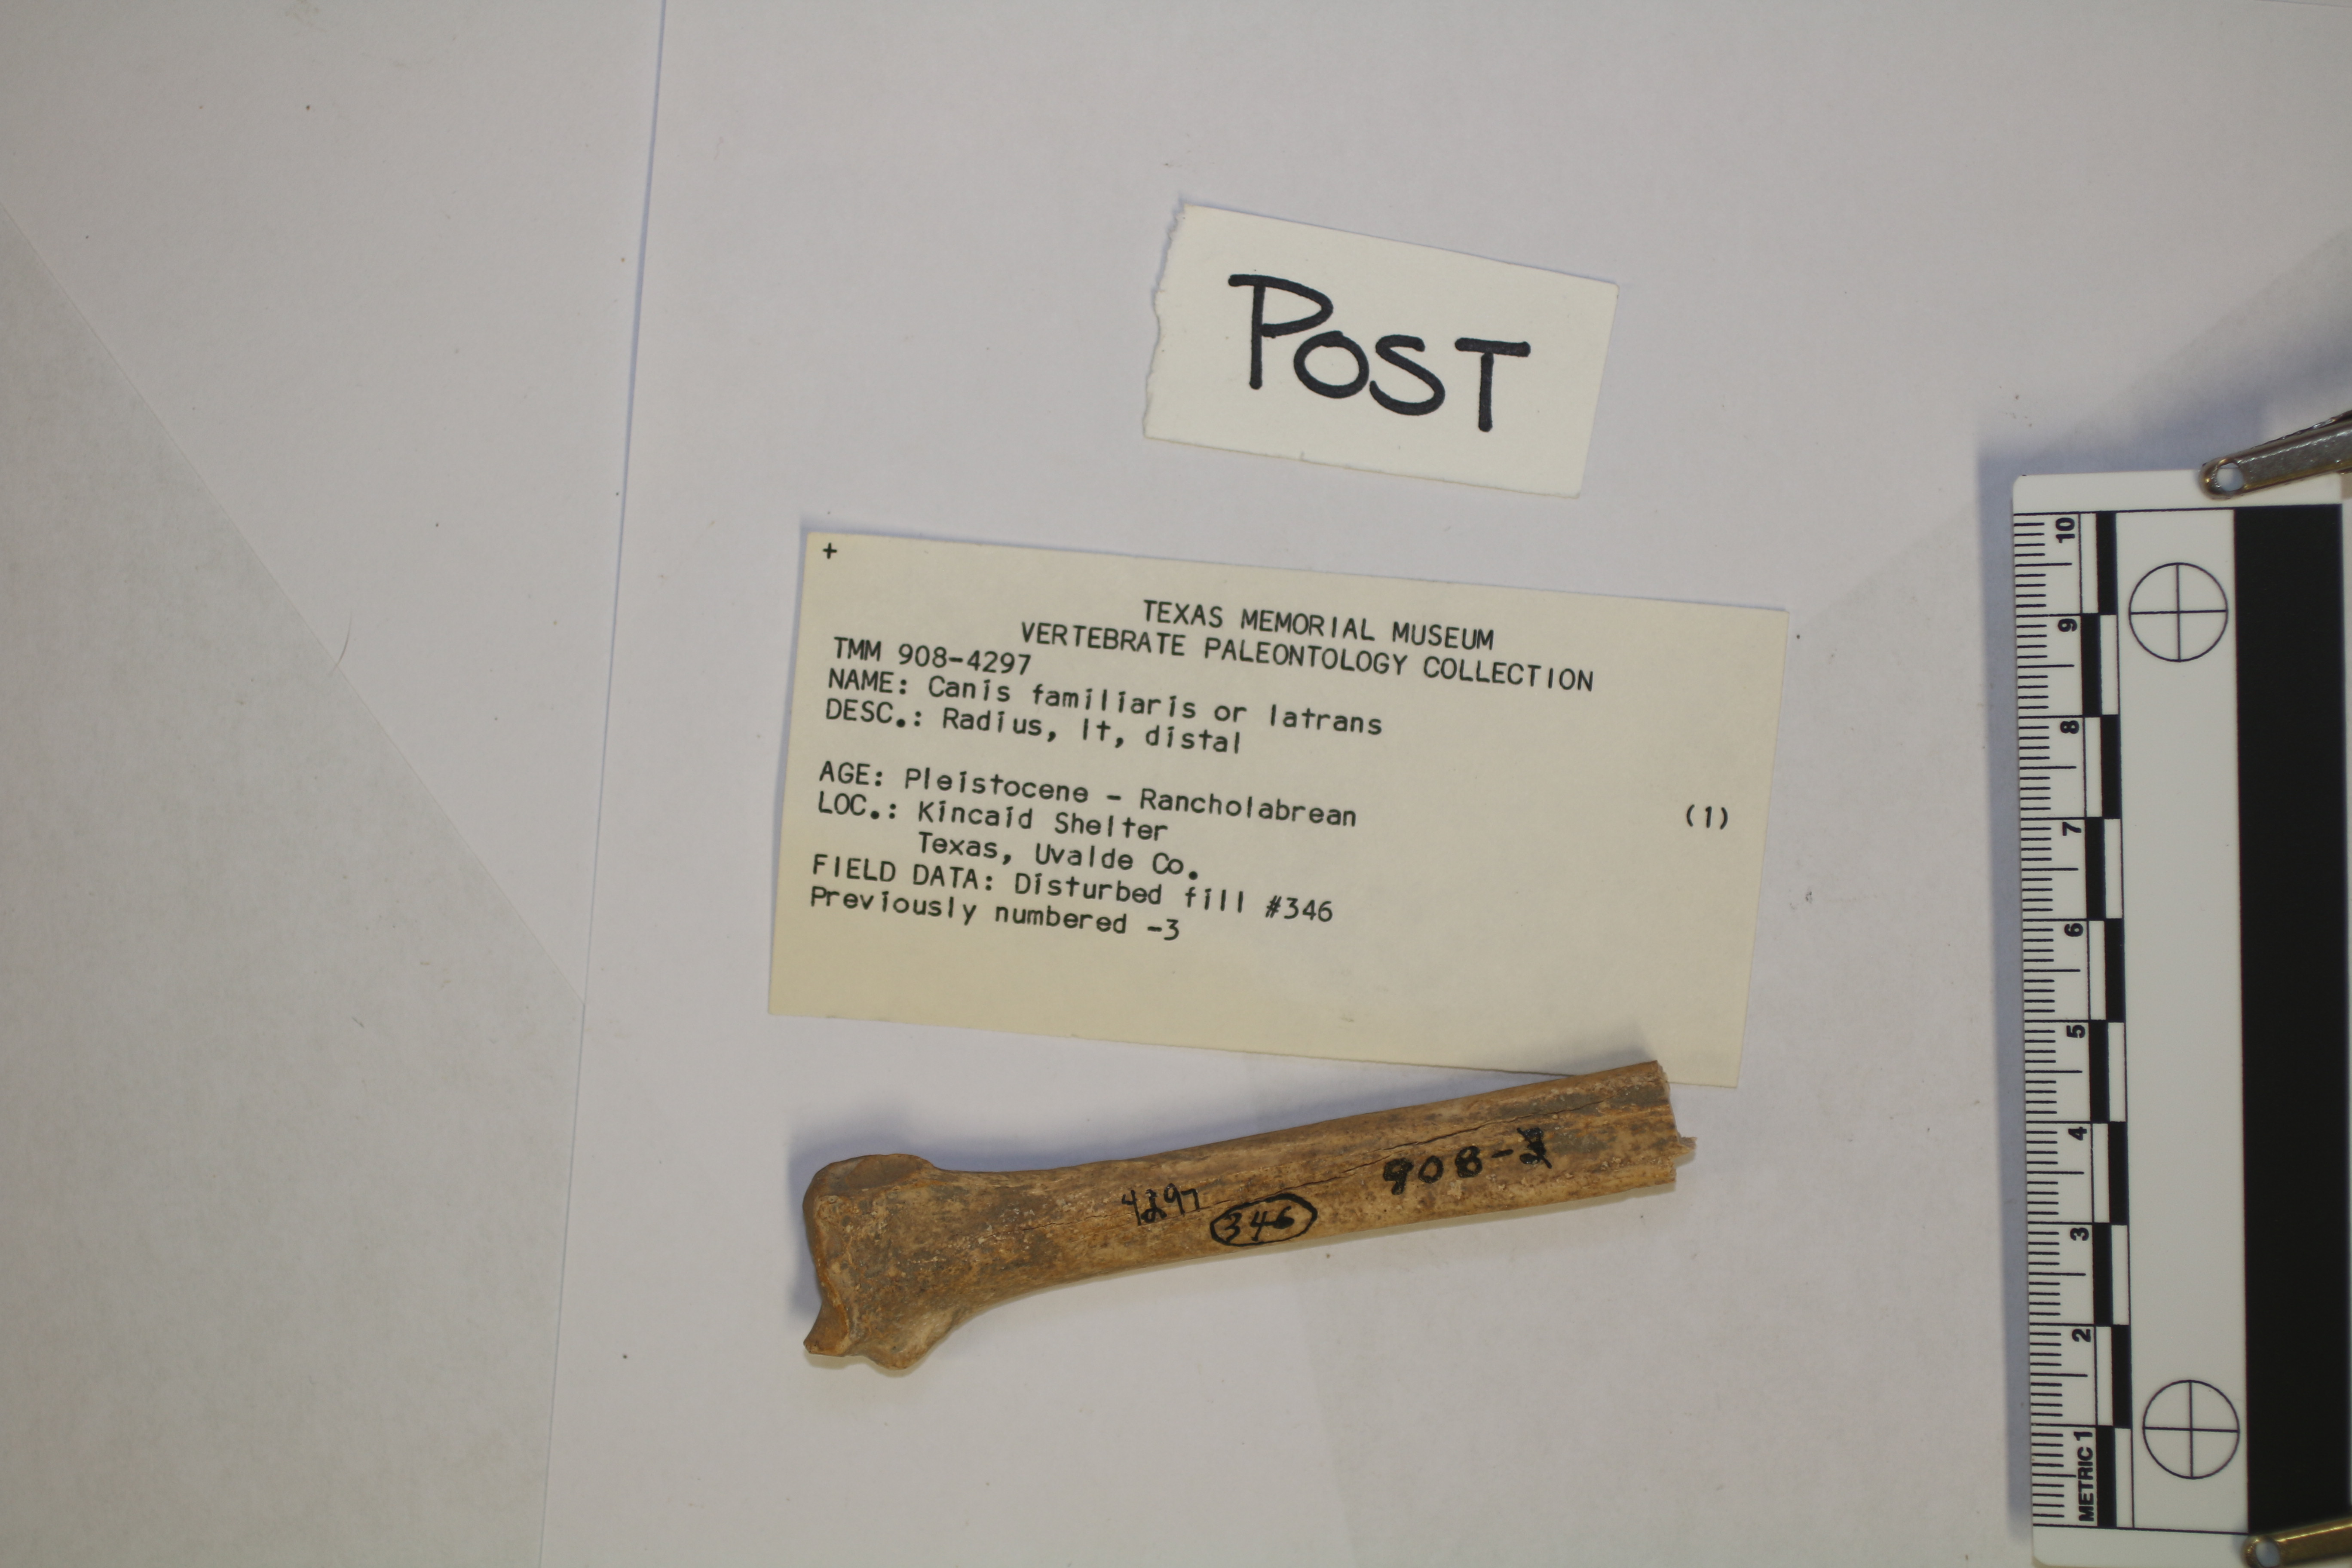 TEXAS MEMORIAL MUSEUM
VERTEBRATE PALEONTOLOGY COLLECTION
TMM 908-4297
NAME: Canis familiaris or latrans
DESC.: Radius, lt, distal
AGE: Pleistocene - Rancholabrean
LOC.: Kincaid Shelter
Texas, Uvalde Co.
FIELD DATA: Disturbed fill #346
Previously numbered -3
(1)
+
POST
4297
346
908-3
METRIC 1 2 3 4 5 6 7 8 9 10